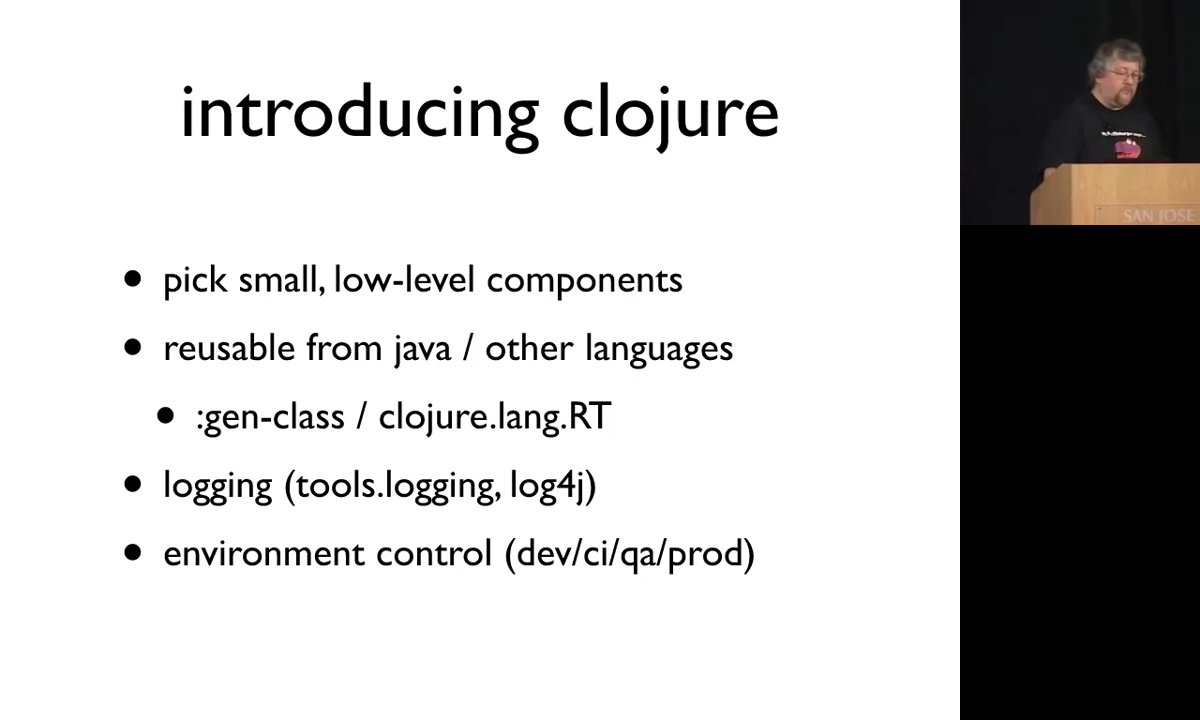 introducing clojure
• pick small, low-level components
• reusable from java / other languages
• :gen-class / clojure.lang.RT
• logging (tools.logging, log4j)
• environment control (dev/ci/qa/prod)
SAN JOSE